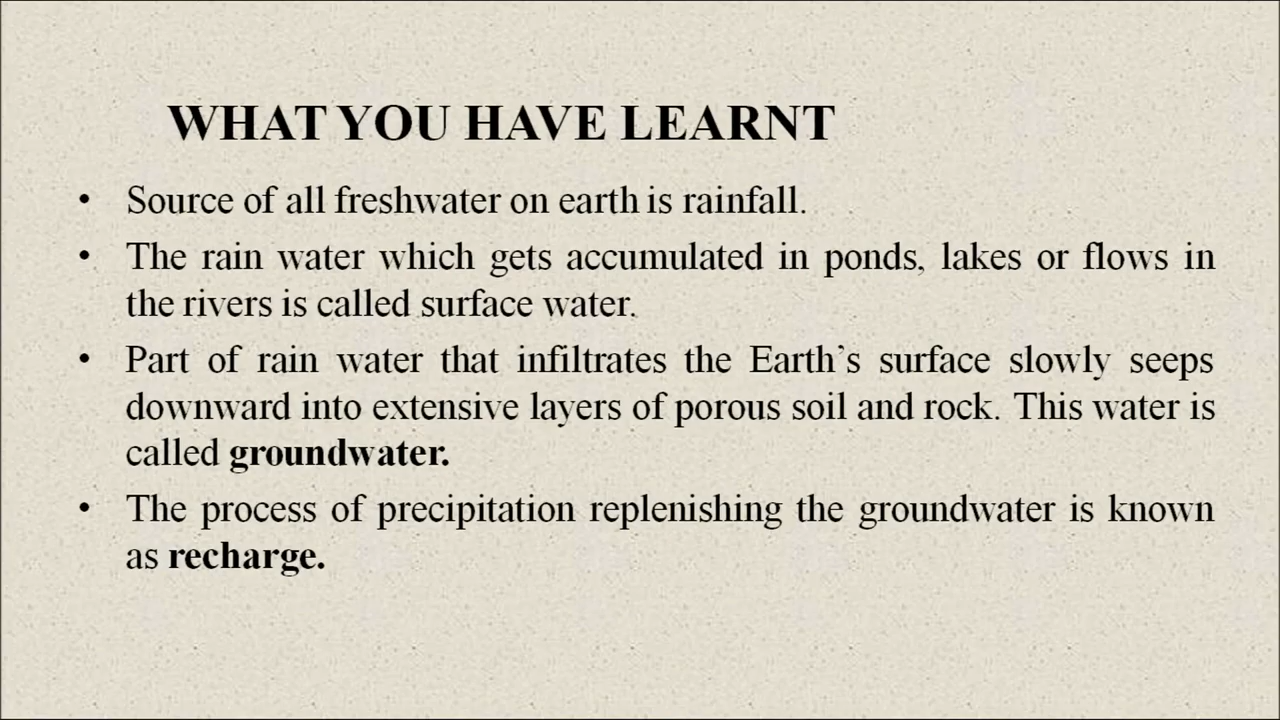 WHAT YOU HAVE LEARNT
• Source of all freshwater on earth is rainfall.
• The rain water which gets accumulated in ponds, lakes or flows in
the rivers is called surface water.
• Part of rain water that infiltrates the Earth’s surface slowly seeps
downward into extensive layers of porous soil and rock. This water is
called groundwater.
• The process of precipitation replenishing the groundwater is known
as recharge.